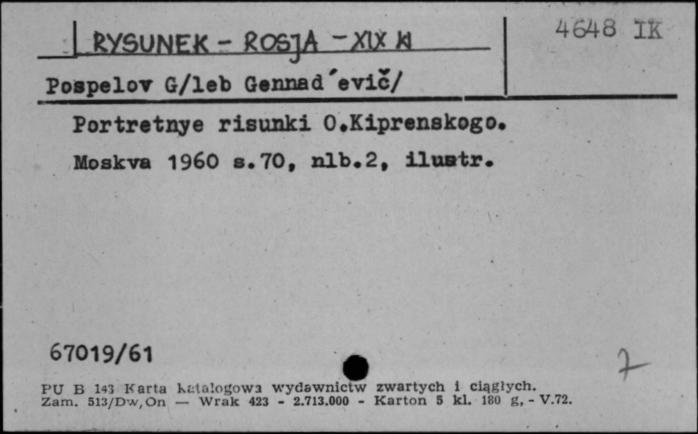 RYSUNEK - ROSJA - XIX w
4648 IK
Pospelov G/leb Gennad´evič/
Portretnye risunki O.Kiprenskogo.
Moskva 1960 s.70, nlb.2, ilustr.
67019/61
PU B 143 Karta katalogowa wydawnictw zwartych i ciągłych.
Zam. 513/Dw,On — Wrak 423 - 2.713.000 - Karton 5 kl. 180 g, - V.72.